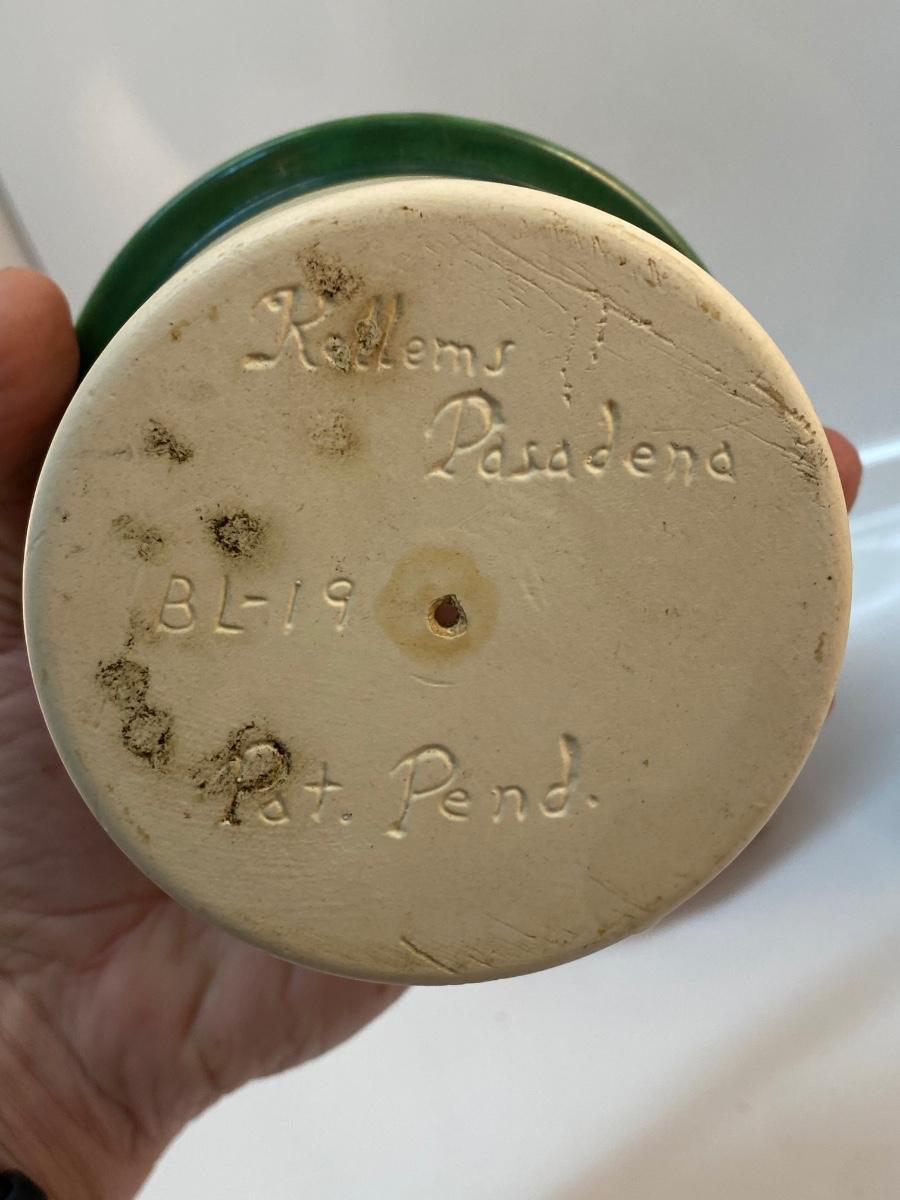 Kellems
Pasadena
BL-19
Pat. Pend.